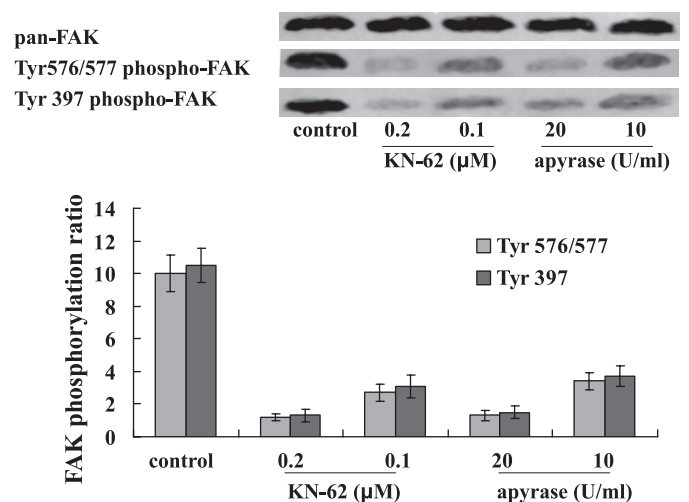 pan-FAK
Tyr576/577 phospho-FAK
Tyr 397 phospho-FAK
control 0.2 0.1 20 10
KN-62 (μM) apyrase (U/ml)
FAK phosphorylation ratio
14
12
10
8
6
4
2
0
Tyr 576/577
Tyr 397
control 0.2 0.1 20 10
KN-62 (μM) apyrase (U/ml)